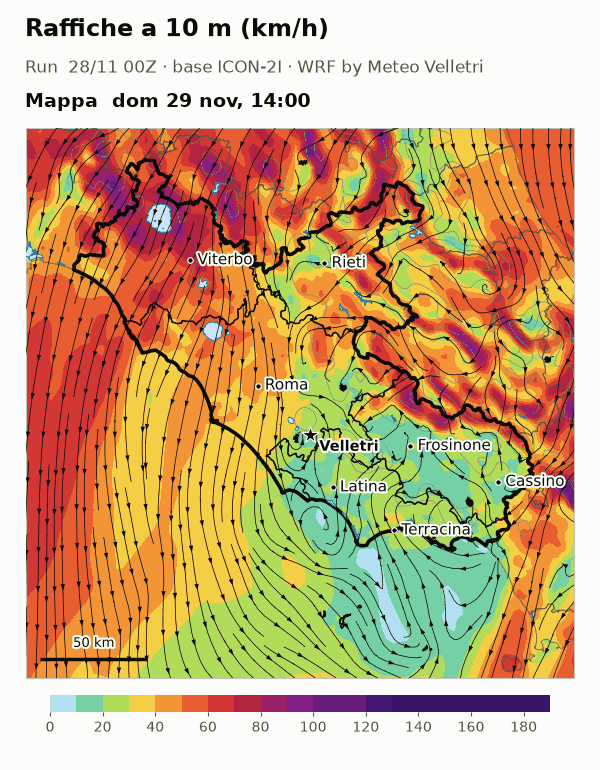 Raffiche a 10 m (km/h)
Run  28/11 00Z · base ICON-2I · WRF by Meteo Velletri
Mappa  dom 29 nov, 14:00
Viterbo
Rieti
Roma
Velletri
Frosinone
Cassino
Latina
Terracina
50 km
0 20 40 60 80 100 120 140 160 180